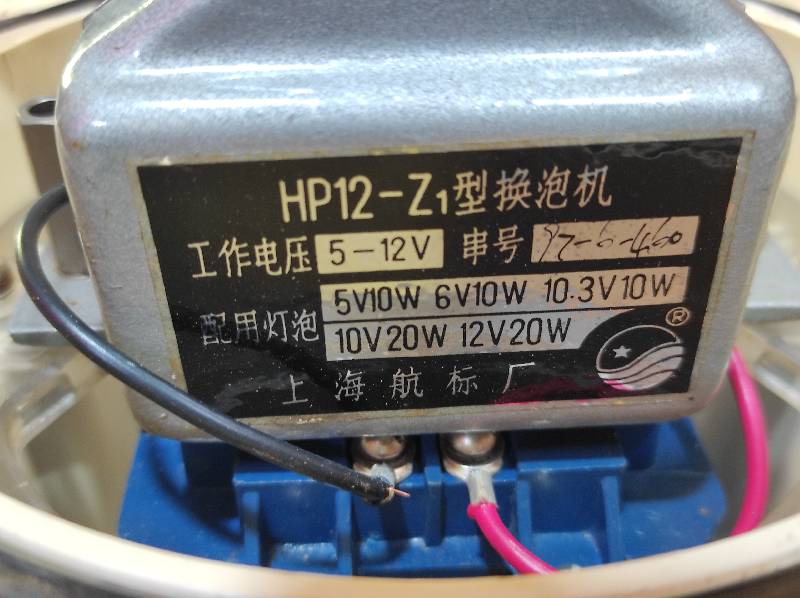 HP12-Z1型换泡机
工作电压 5-12V 串号 97-6-460
配用灯泡 5V10W 6V10W 10.3V10W
10V20W 12V20W
®
上海航标厂